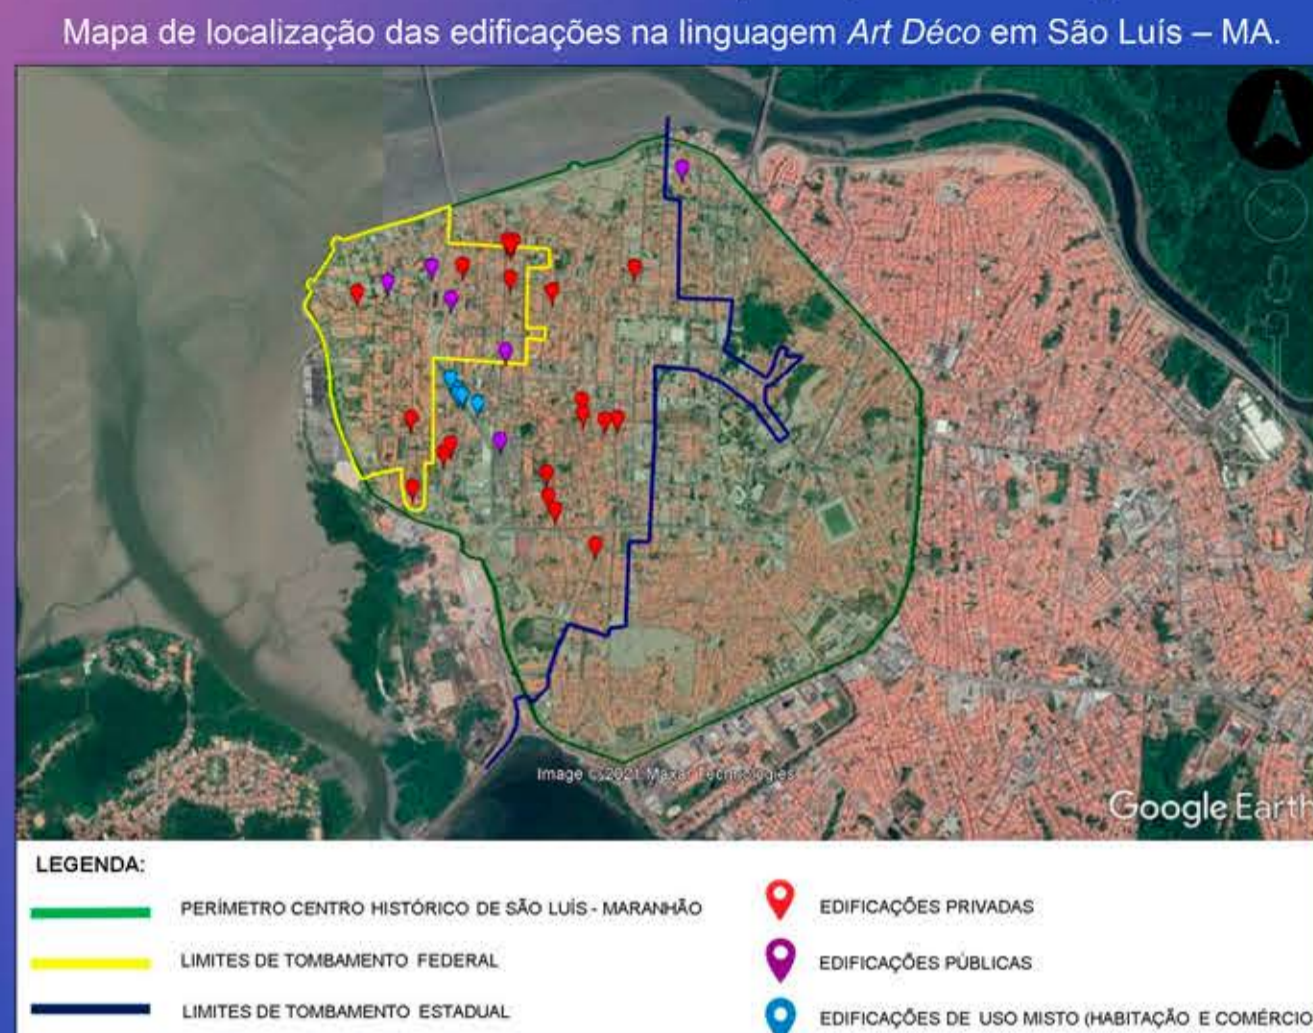 Mapa de localização das edificações na linguagem Art Déco em São Luís – MA.
Image ©2021 Maxar Technologies
Google Earth
LEGENDA:
PERÍMETRO CENTRO HISTÓRICO DE SÃO LUÍS - MARANHÃO
EDIFICAÇÕES PRIVADAS
LIMITES DE TOMBAMENTO FEDERAL
EDIFICAÇÕES PÚBLICAS
LIMITES DE TOMBAMENTO ESTADUAL
EDIFICAÇÕES DE USO MISTO (HABITAÇÃO E COMÉRCIO